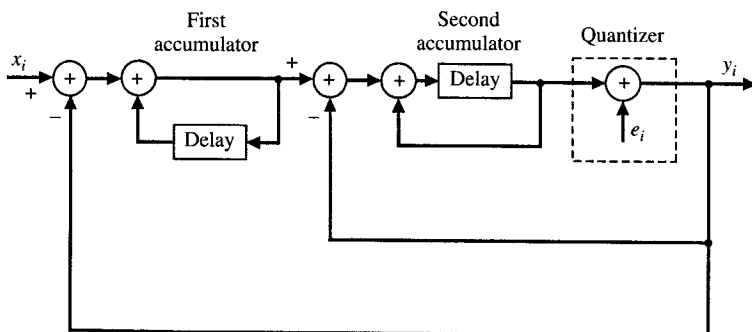 First
accumulator
Second
accumulator
Quantizer
x_i
+
−
+
+
+
−
+
+
+
Delay
Delay
e_i
y_i